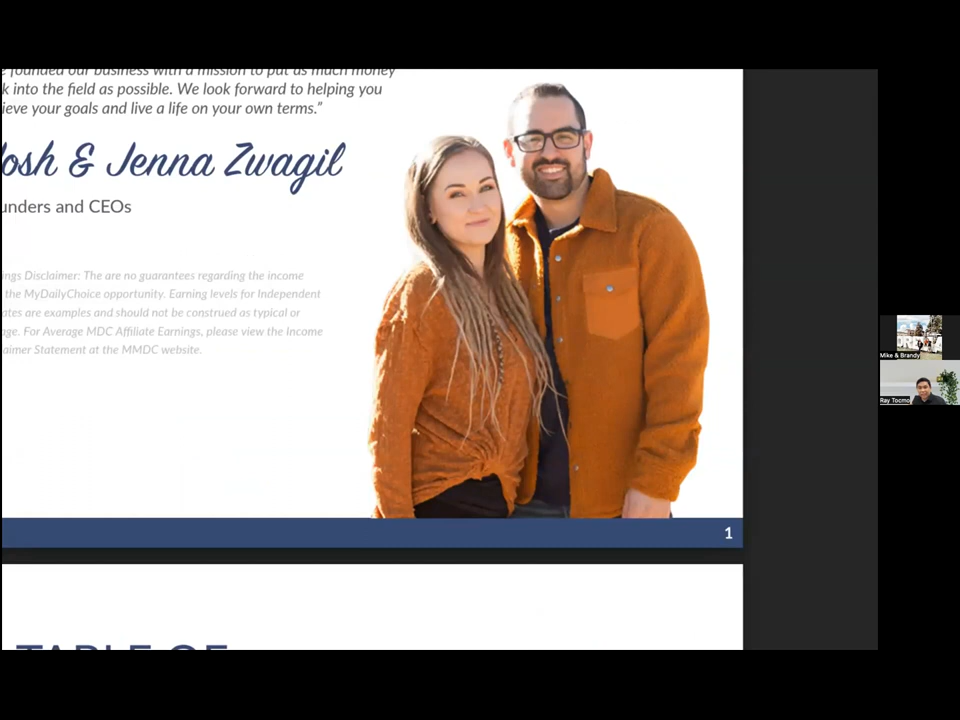 founded our business with a mission to put as much money
k into the field as possible. We look forward to helping you
ieve your goals and live a life on your own terms.”
osh & Jenna Zwagil
unders and CEOs
ings Disclaimer: The are no guarantees regarding the income
the MyDailyChoice opportunity. Earning levels for Independent
ates are examples and should not be construed as typical or
age. For Average MDC Affiliate Earnings, please view the Income
laimer Statement at the MMDC website.
1
TABLE OF
Mike & Brandy
Ray Tocmo